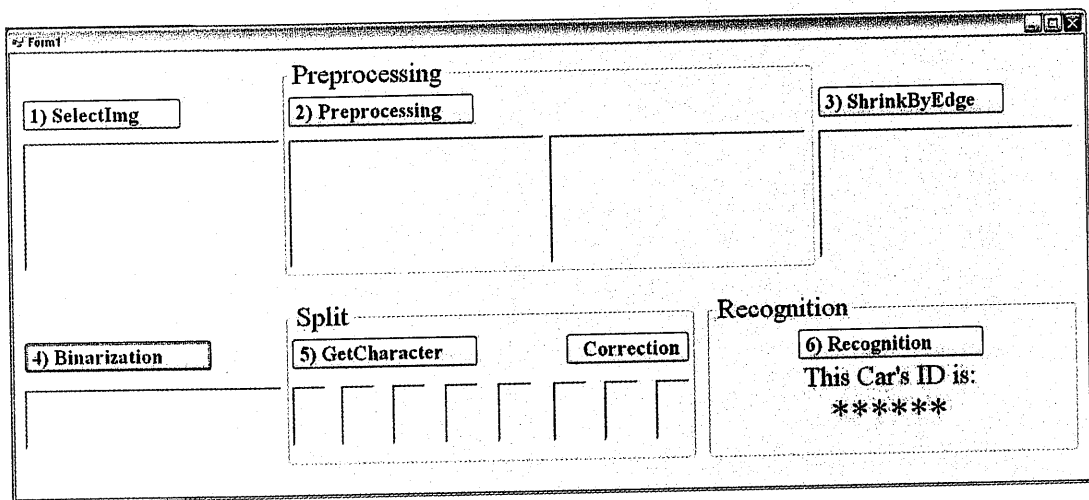 Form1
Preprocessing
1) SelectImg
2) Preprocessing
3) ShrinkByEdge
Split
Recognition
4) Binarization
5) GetCharacter
Correction
6) Recognition
This Car's ID is:
******